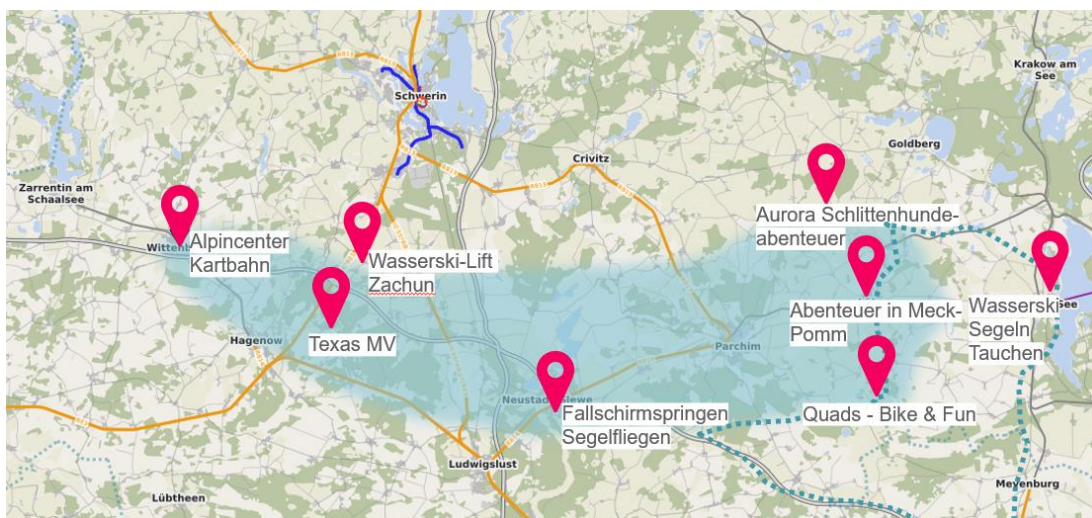 Schwerin
Krakow am
See
Goldberg
Crivitz
Zarrentin am
Schaalsee
Aurora Schlittenhunde-
abenteuer
Alpincenter
Kartbahn
Wasserski-Lift
Zachun
Abenteuer in Meck-
Pomm
Wasserski
Segeln
Tauchen
See
Texas MV
Hagenow
Parchim
Fallschirmspringen
Segelfliegen
Quads - Bike & Fun
Ludwigslust
Lübtheen
Meyenburg